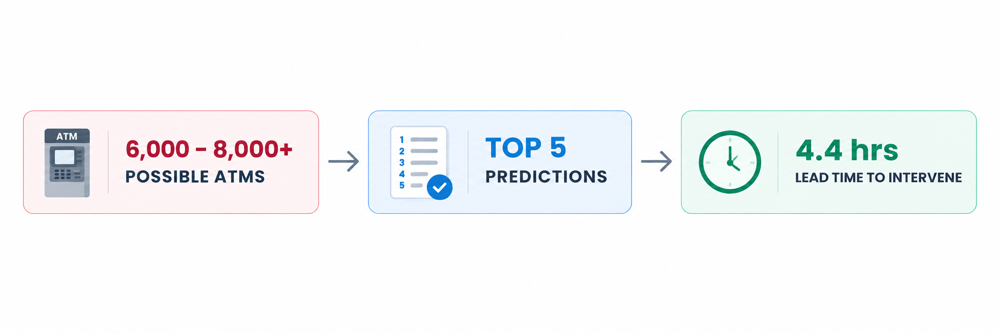 ATM
6,000 – 8,000+
POSSIBLE ATMS
1
2
3
4
5
TOP 5
PREDICTIONS
4.4 hrs
LEAD TIME TO INTERVENE